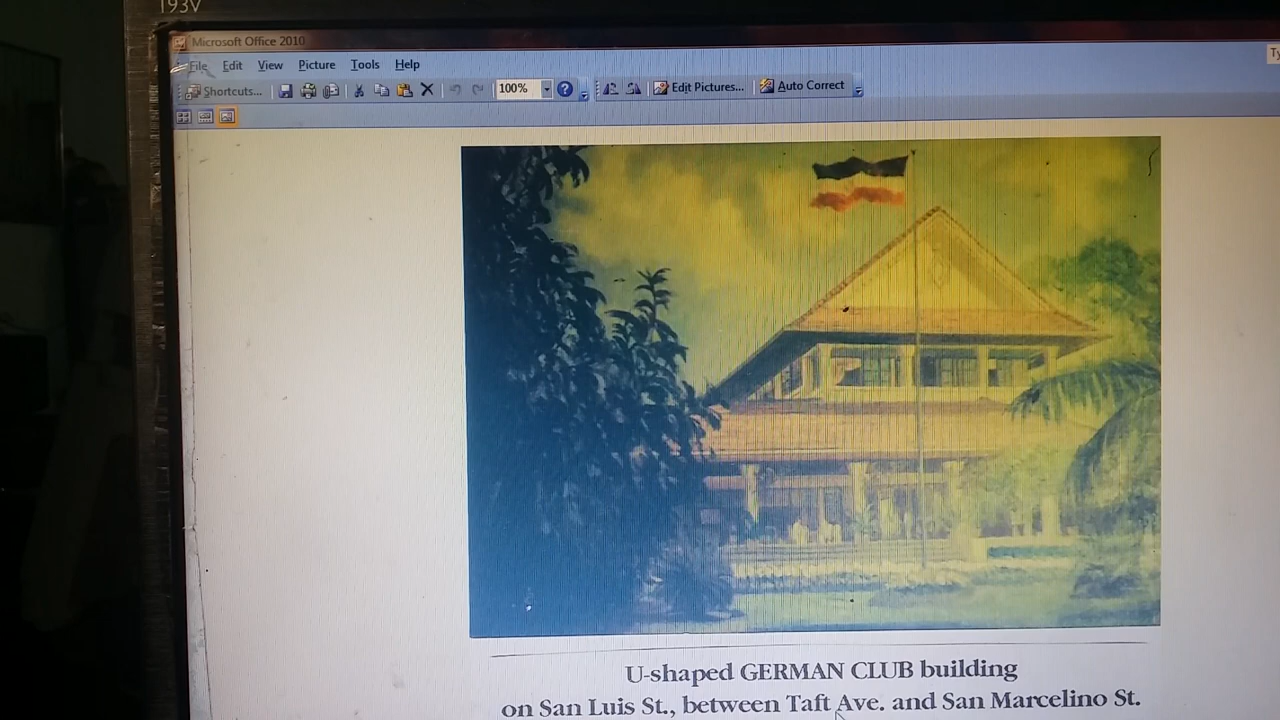 193V
Microsoft Office 2010
File Edit View Picture Tools Help
Shortcuts... 100% Edit Pictures... Auto Correct
U-shaped GERMAN CLUB building
on San Luis St., between Taft Ave. and San Marcelino St.